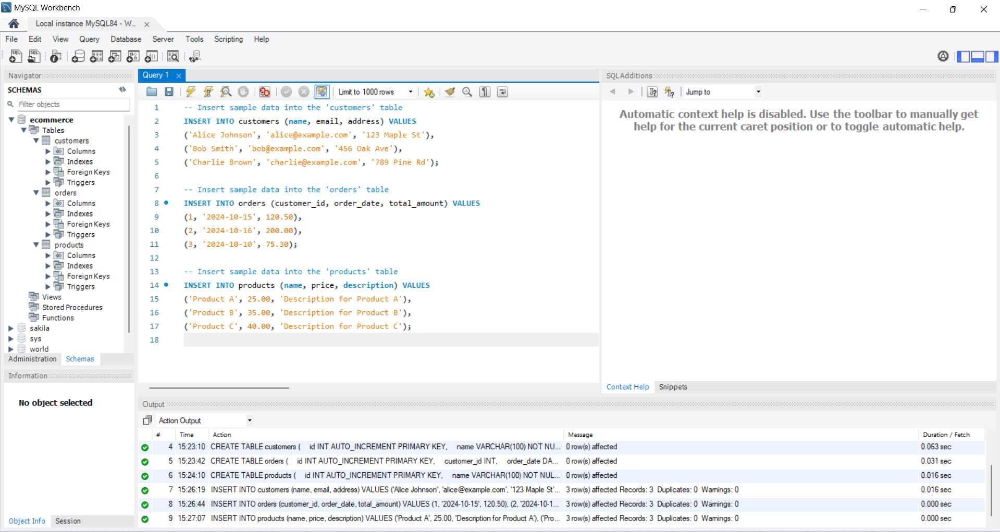 MySQL Workbench
Local instance MySQL84 - W...
File Edit View Query Database Server Tools Scripting Help
Navigator
SCHEMAS
Filter objects
ecommerce
Tables
customers
Columns
Indexes
Foreign Keys
Triggers
orders
Columns
Indexes
Foreign Keys
Triggers
products
Columns
Indexes
Foreign Keys
Triggers
Views
Stored Procedures
Functions
sakila
sys
world
Administration Schemas
Information
No object selected
Object Info Session
Query 1
Limit to 1000 rows
1 -- Insert sample data into the 'customers' table
2 INSERT INTO customers (name, email, address) VALUES
3 ('Alice Johnson', 'alice@example.com', '123 Maple St'),
4 ('Bob Smith', 'bob@example.com', '456 Oak Ave'),
5 ('Charlie Brown', 'charlie@example.com', '789 Pine Rd');
6
7 -- Insert sample data into the 'orders' table
8 INSERT INTO orders (customer_id, order_date, total_amount) VALUES
9 (1, '2024-10-15', 120.50),
10 (2, '2024-10-16', 200.00),
11 (3, '2024-10-10', 75.30);
12
13 -- Insert sample data into the 'products' table
14 INSERT INTO products (name, price, description) VALUES
15 ('Product A', 25.00, 'Description for Product A'),
16 ('Product B', 35.00, 'Description for Product B'),
17 ('Product C', 40.00, 'Description for Product C');
18
SQLAdditions
Jump to
Automatic context help is disabled. Use the toolbar to manually get
help for the current caret position or to toggle automatic help.
Context Help Snippets
Output
Action Output
# Time Action Message Duration / Fetch
4 15:23:10 CREATE TABLE customers ( id INT AUTO_INCREMENT PRIMARY KEY, name VARCHAR(100) NOT NU... 0 row(s) affected 0.063 sec
5 15:23:42 CREATE TABLE orders ( id INT AUTO_INCREMENT PRIMARY KEY, customer_id INT, order_date DA... 0 row(s) affected 0.031 sec
6 15:24:10 CREATE TABLE products ( id INT AUTO_INCREMENT PRIMARY KEY, name VARCHAR(100) NOT NUL... 0 row(s) affected 0.016 sec
7 15:26:19 INSERT INTO customers (name, email, address) VALUES ('Alice Johnson', 'alice@example.com', '123 Maple St'... 3 row(s) affected Records: 3 Duplicates: 0 Warnings: 0 0.016 sec
8 15:26:44 INSERT INTO orders (customer_id, order_date, total_amount) VALUES (1, '2024-10-15', 120.50), (2, '2024-10-1... 3 row(s) affected Records: 3 Duplicates: 0 Warnings: 0 0.000 sec
9 15:27:07 INSERT INTO products (name, price, description) VALUES ('Product A', 25.00, 'Description for Product A'), ('Pro... 3 row(s) affected Records: 3 Duplicates: 0 Warnings: 0 0.000 sec